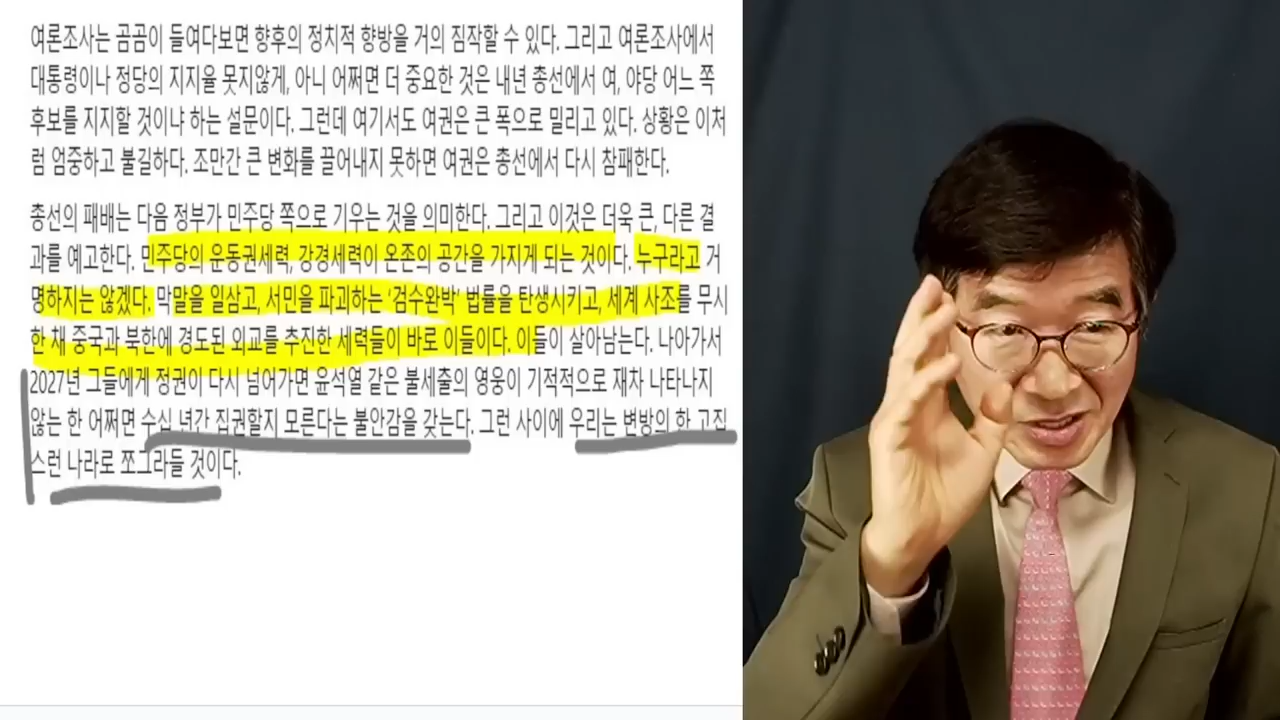 여론조사는 곰곰이 들여다보면 향후의 정치적 향방을 거의 짐작할 수 있다. 그리고 여론조사에서
대통령이나 정당의 지지율 못지않게, 아니 어쩌면 더 중요한 것은 내년 총선에서 여, 야당 어느 쪽
후보를 지지할 것이냐 하는 설문이다. 그런데 여기서도 여권은 큰 폭으로 밀리고 있다. 상황은 이처
럼 엄중하고 불길하다. 조만간 큰 변화를 끌어내지 못하면 여권은 총선에서 다시 참패한다.
총선의 패배는 다음 정부가 민주당 쪽으로 기우는 것을 의미한다. 그리고 이것은 더욱 큰, 다른 결
과를 예고한다. 민주당의 운동권세력, 강경세력이 온존의 공간을 가지게 되는 것이다. 누구라고 거
명하지는 않겠다. 막말을 일삼고, 서민을 파괴하는 '검수완박' 법률을 탄생시키고, 세계 사조를 무시
한 채 중국과 북한에 경도된 외교를 추진한 세력들이 바로 이들이다. 이들이 살아남는다. 나아가서
2027년 그들에게 정권이 다시 넘어가면 윤석열 같은 불세출의 영웅이 기적적으로 재차 나타나지
않는 한 어쩌면 수십 년간 집권할지 모른다는 불안감을 갖는다. 그런 사이에 우리는 변방의 한 고집
스런 나라로 쪼그라들 것이다.